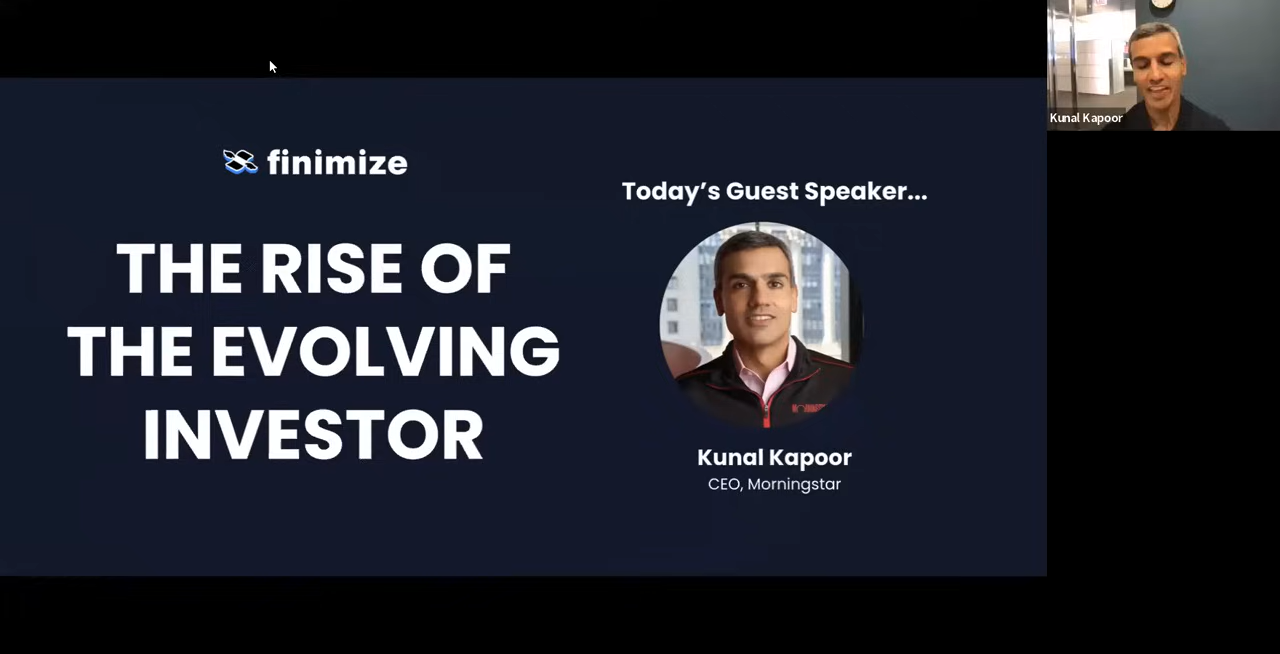 finimize
THE RISE OF
THE EVOLVING
INVESTOR
Today's Guest Speaker...
Kunal Kapoor
CEO, Morningstar
Kunal Kapoor